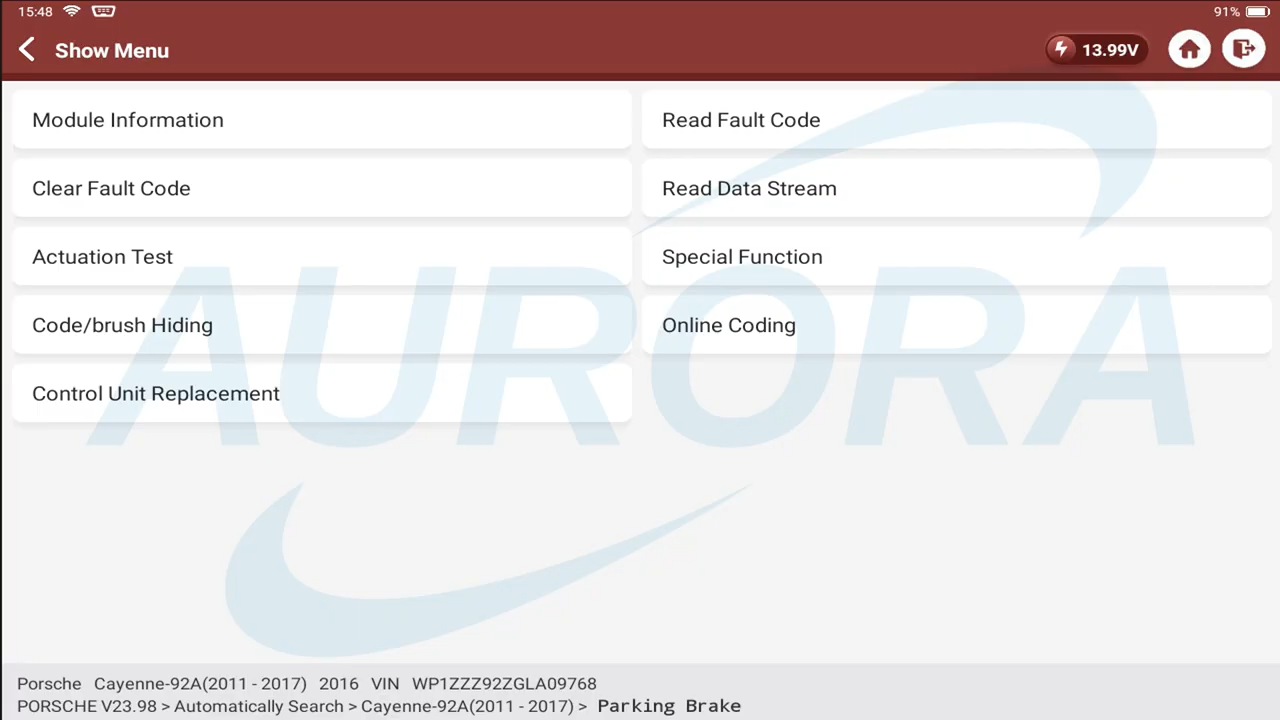 15:48 91%
Show Menu 13.99V
Module Information
Read Fault Code
Clear Fault Code
Read Data Stream
Actuation Test
Special Function
Code/brush Hiding
Online Coding
Control Unit Replacement
AURORA
Porsche Cayenne-92A(2011 - 2017) 2016 VIN WP1ZZZ92ZGLA09768
PORSCHE V23.98 > Automatically Search > Cayenne-92A(2011 - 2017) > Parking Brake